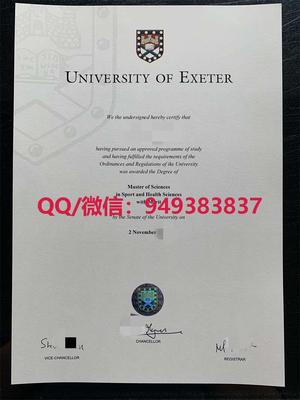 UNIVERSITY OF EXETER
We the undersigned hereby certify that
having pursued an approved programme of study
and having fulfilled the requirements of the
Ordinances and Regulations of the University
was awarded the Degree of
Master of Sciences
in Sport and Health Sciences
with
QQ/微信：949383837
by the Senate of the University on
2 November
VICE-CHANCELLOR
CHANCELLOR
REGISTRAR